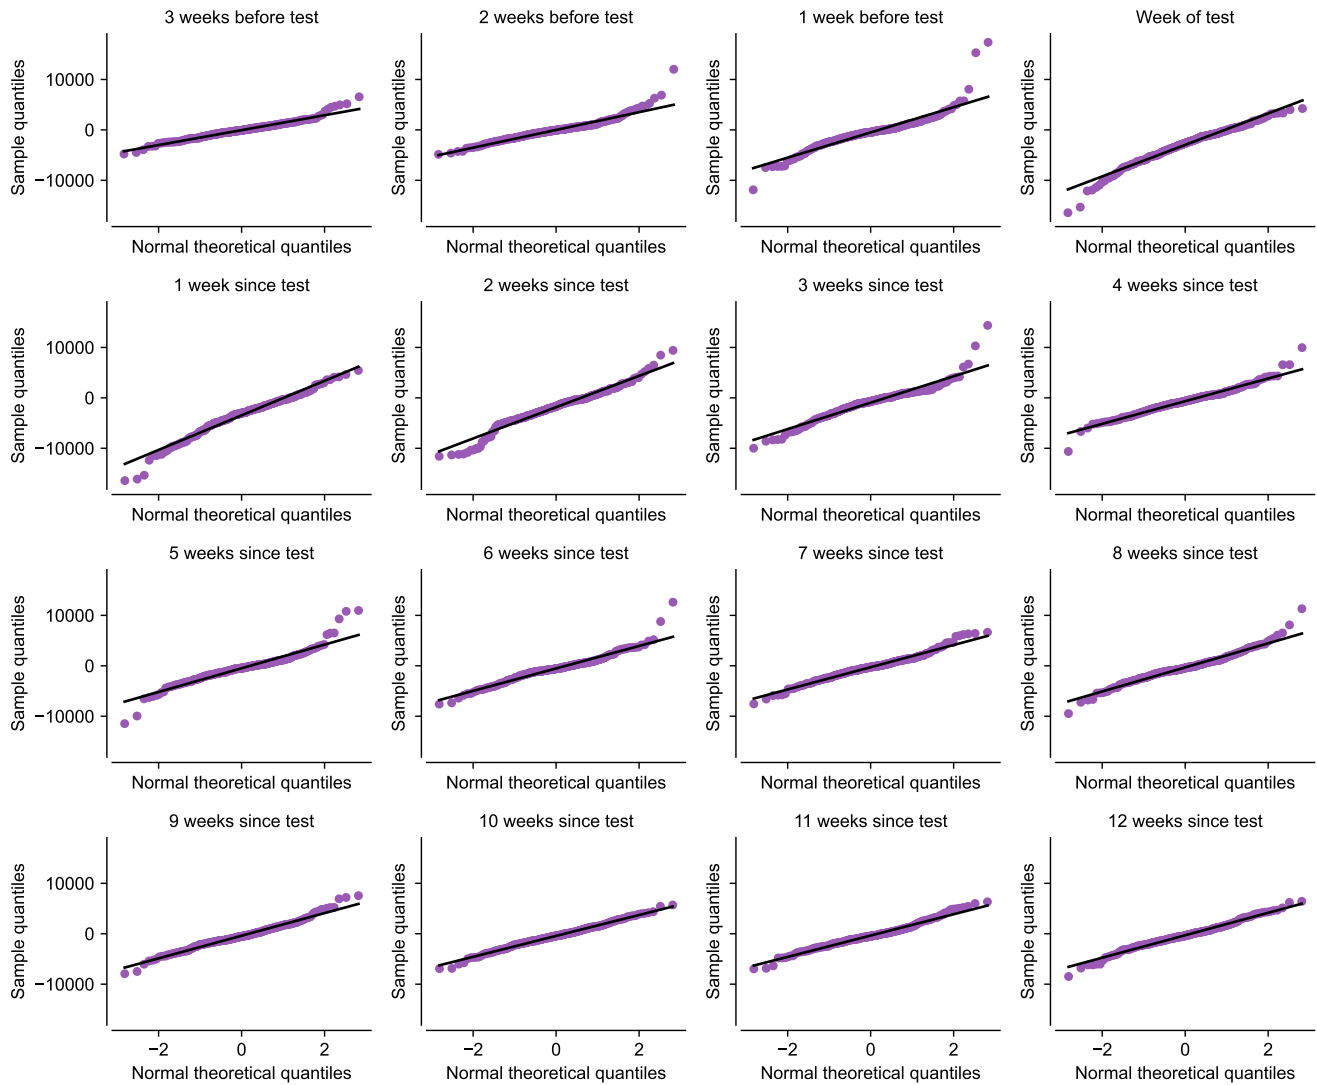 3 weeks before test
2 weeks before test
1 week before test
Week of test
Sample quantiles
10000
0
−10000
Sample quantiles
Sample quantiles
Sample quantiles
Normal theoretical quantiles
Normal theoretical quantiles
Normal theoretical quantiles
Normal theoretical quantiles
1 week since test
2 weeks since test
3 weeks since test
4 weeks since test
Sample quantiles
10000
0
−10000
Sample quantiles
Sample quantiles
Sample quantiles
Normal theoretical quantiles
Normal theoretical quantiles
Normal theoretical quantiles
Normal theoretical quantiles
5 weeks since test
6 weeks since test
7 weeks since test
8 weeks since test
Sample quantiles
10000
0
−10000
Sample quantiles
Sample quantiles
Sample quantiles
Normal theoretical quantiles
Normal theoretical quantiles
Normal theoretical quantiles
Normal theoretical quantiles
9 weeks since test
10 weeks since test
11 weeks since test
12 weeks since test
Sample quantiles
10000
0
−10000
Sample quantiles
Sample quantiles
Sample quantiles
−2 0 2
−2 0 2
−2 0 2
−2 0 2
Normal theoretical quantiles
Normal theoretical quantiles
Normal theoretical quantiles
Normal theoretical quantiles